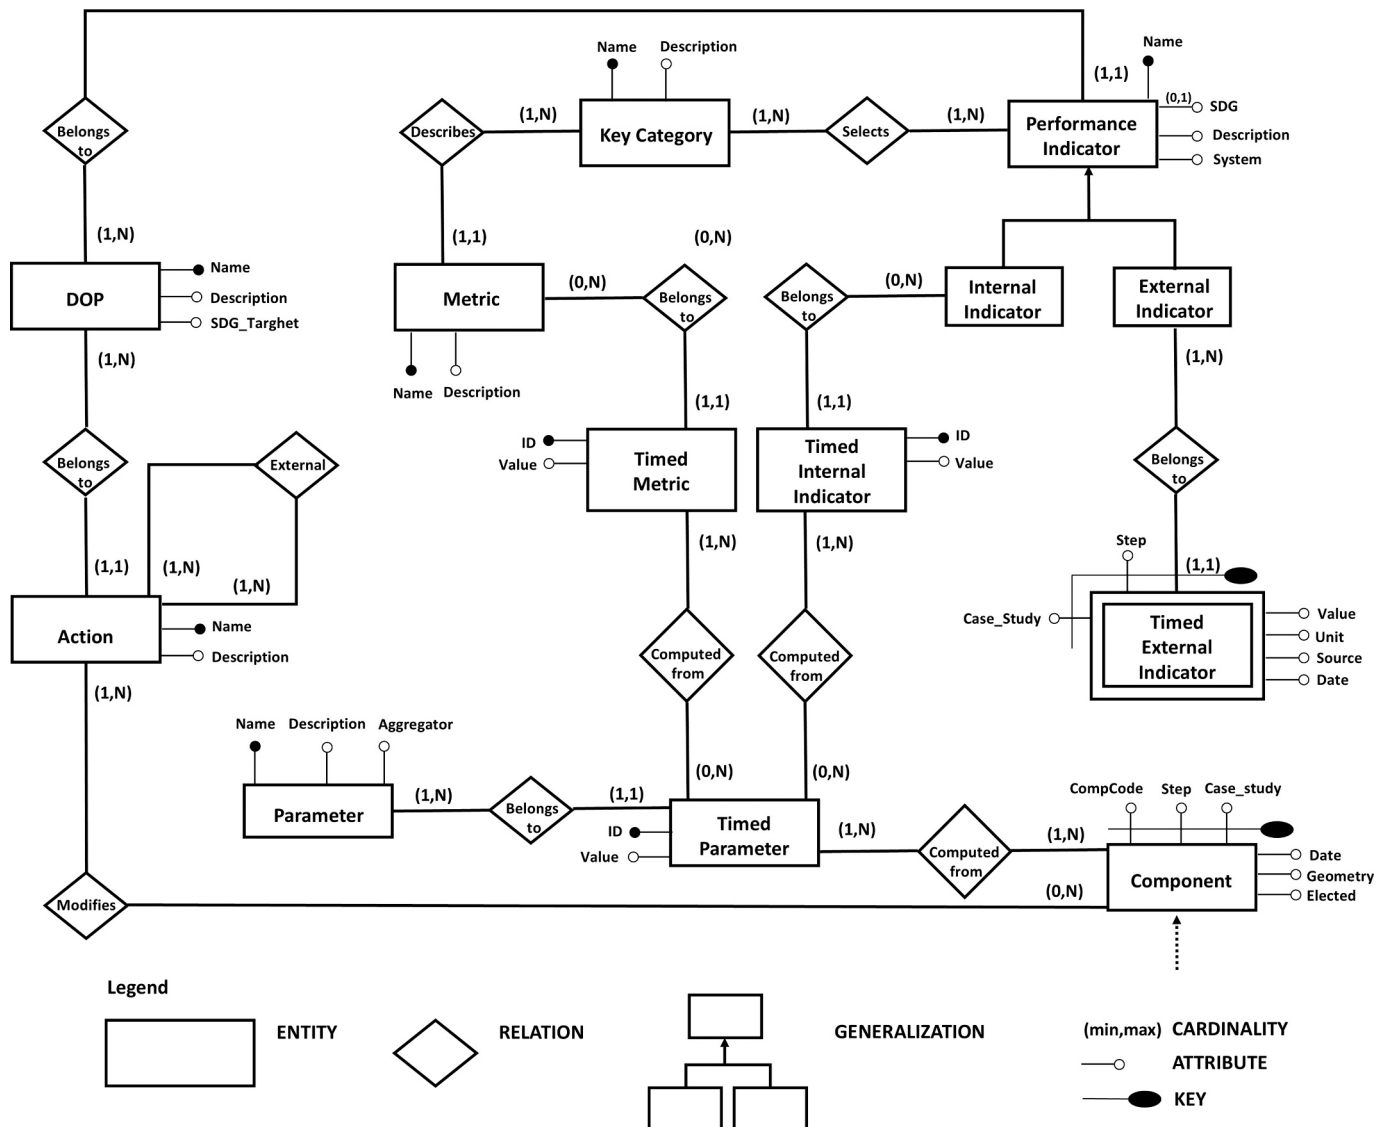 Name
Description
Name
(1,1)
(0,1)
SDG
Belongs
to
Describes
(1,N)
Key Category
(1,N)
Selects
(1,N)
Performance
Indicator
Description
System
(1,N)
(1,1)
(0,N)
DOP
Name
Description
SDG_Targhet
Metric
(0,N)
Belongs
to
Belongs
to
(0,N)
Internal
Indicator
External
Indicator
(1,N)
Name
Description
(1,N)
(1,1)
(1,1)
Belongs
to
External
ID
Value
Timed
Metric
Timed
Internal
Indicator
ID
Value
Belongs
to
(1,1)
(1,N)
(1,N)
(1,N)
(1,N)
Step
(1,1)
Action
Name
Description
Case_Study
Timed
External
Indicator
Value
Unit
Source
Date
(1,N)
Computed
from
Computed
from
Name
Description
Aggregator
(0,N)
(0,N)
CompCode
Step
Case_study
Parameter
(1,N)
Belongs
to
(1,1)
ID
Value
Timed
Parameter
(1,N)
Computed
from
(1,N)
Component
Date
Geometry
Elected
Modifies
(0,N)
Legend
ENTITY
RELATION
GENERALIZATION
(min,max) CARDINALITY
ATTRIBUTE
KEY